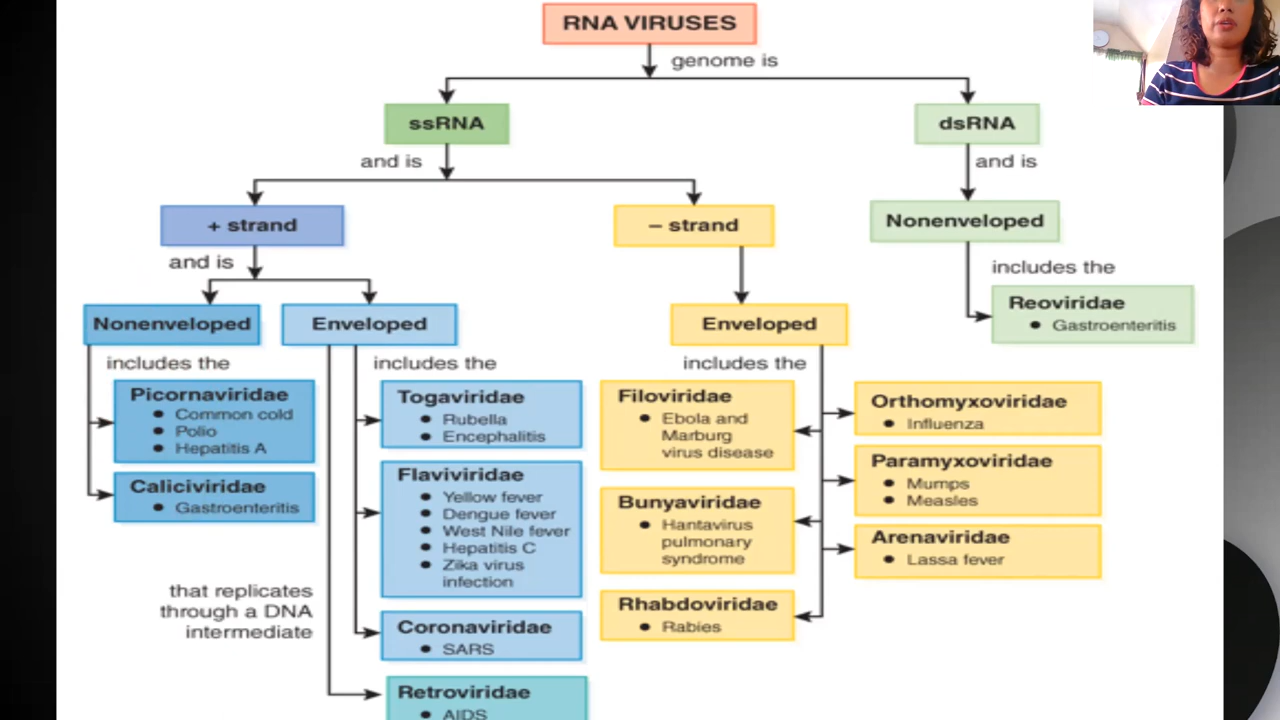 RNA VIRUSES
genome is
ssRNA
dsRNA
and is
and is
+ strand
– strand
Nonenveloped
and is
includes the
Reoviridae
• Gastroenteritis
Nonenveloped
Enveloped
Enveloped
includes the
includes the
includes the
Picornaviridae
• Common cold
• Polio
• Hepatitis A
Caliciviridae
• Gastroenteritis
Togaviridae
• Rubella
• Encephalitis
Flaviviridae
• Yellow fever
• Dengue fever
• West Nile fever
• Hepatitis C
• Zika virus
infection
Coronaviridae
• SARS
that replicates
through a DNA
intermediate
Retroviridae
• AIDS
Filoviridae
• Ebola and
Marburg
virus disease
Bunyaviridae
• Hantavirus
pulmonary
syndrome
Rhabdoviridae
• Rabies
Orthomyxoviridae
• Influenza
Paramyxoviridae
• Mumps
• Measles
Arenaviridae
• Lassa fever